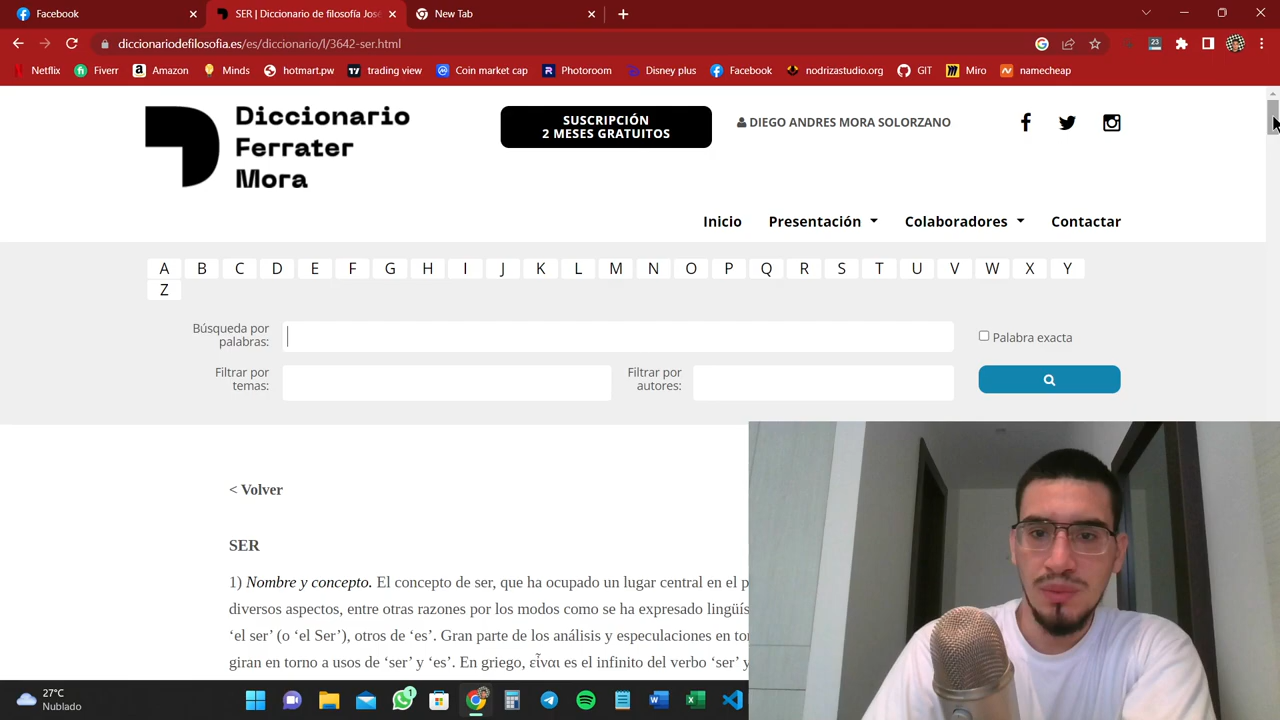 Facebook
SER | Diccionario de filosofía José
New Tab
diccionariodefilosofia.es/es/diccionario/l/3642-ser.html
23
Netflix Fiverr Amazon Minds hotmart.pw trading view Coin market cap Photoroom Disney plus Facebook nodrizastudio.org GIT Miro namecheap
Diccionario
Ferrater
Mora
SUSCRIPCIÓN
2 MESES GRATUITOS
DIEGO ANDRES MORA SOLORZANO
Inicio Presentación Colaboradores Contactar
A B C D E F G H I J K L M N O P Q R S T U V W X Y
Z
Búsqueda por
palabras:
Palabra exacta
Filtrar por
temas:
Filtrar por
autores:
< Volver
SER
1) Nombre y concepto. El concepto de ser, que ha ocupado un lugar central en el p
diversos aspectos, entre otras razones por los modos como se ha expresado lingüís
‘el ser’ (o ‘el Ser’), otros de ‘es’. Gran parte de los análisis y especulaciones en tor
giran en torno a usos de ‘ser’ y ‘es’. En griego, εἶναι es el infinito del verbo ‘ser’ y
27°C
Nublado
1